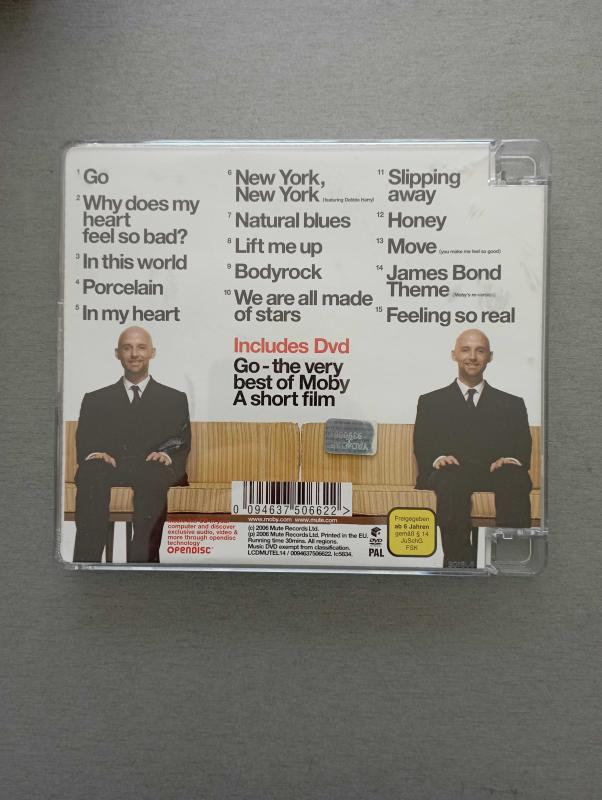 1 Go
2 Why does my
heart
feel so bad?
3 In this world
4 Porcelain
5 In my heart
6 New York,
New York (featuring Debbie Harry)
7 Natural blues
8 Lift me up
9 Bodyrock
10 We are all made
of stars
11 Slipping
away
12 Honey
13 Move (you make me feel so good)
14 James Bond
Theme (Moby's re-version)
15 Feeling so real
Includes Dvd
Go - the very
best of Moby
A short film
0 094637 506622 >
www.moby.com www.mute.com
computer and discover
exclusive audio, video &
more through opendisc
technology
OPENDISC
(c) 2006 Mute Records Ltd.
(p) 2006 Mute Records Ltd. Printed in the EU.
Running time 30mins. All regions.
Music DVD exempt from classification.
LCDMUTEL14 / 0094637506622. lc5834.
DVD
PAL
Freigegeben
ab 6 Jahren
gemäß § 14
JuSchG
FSK